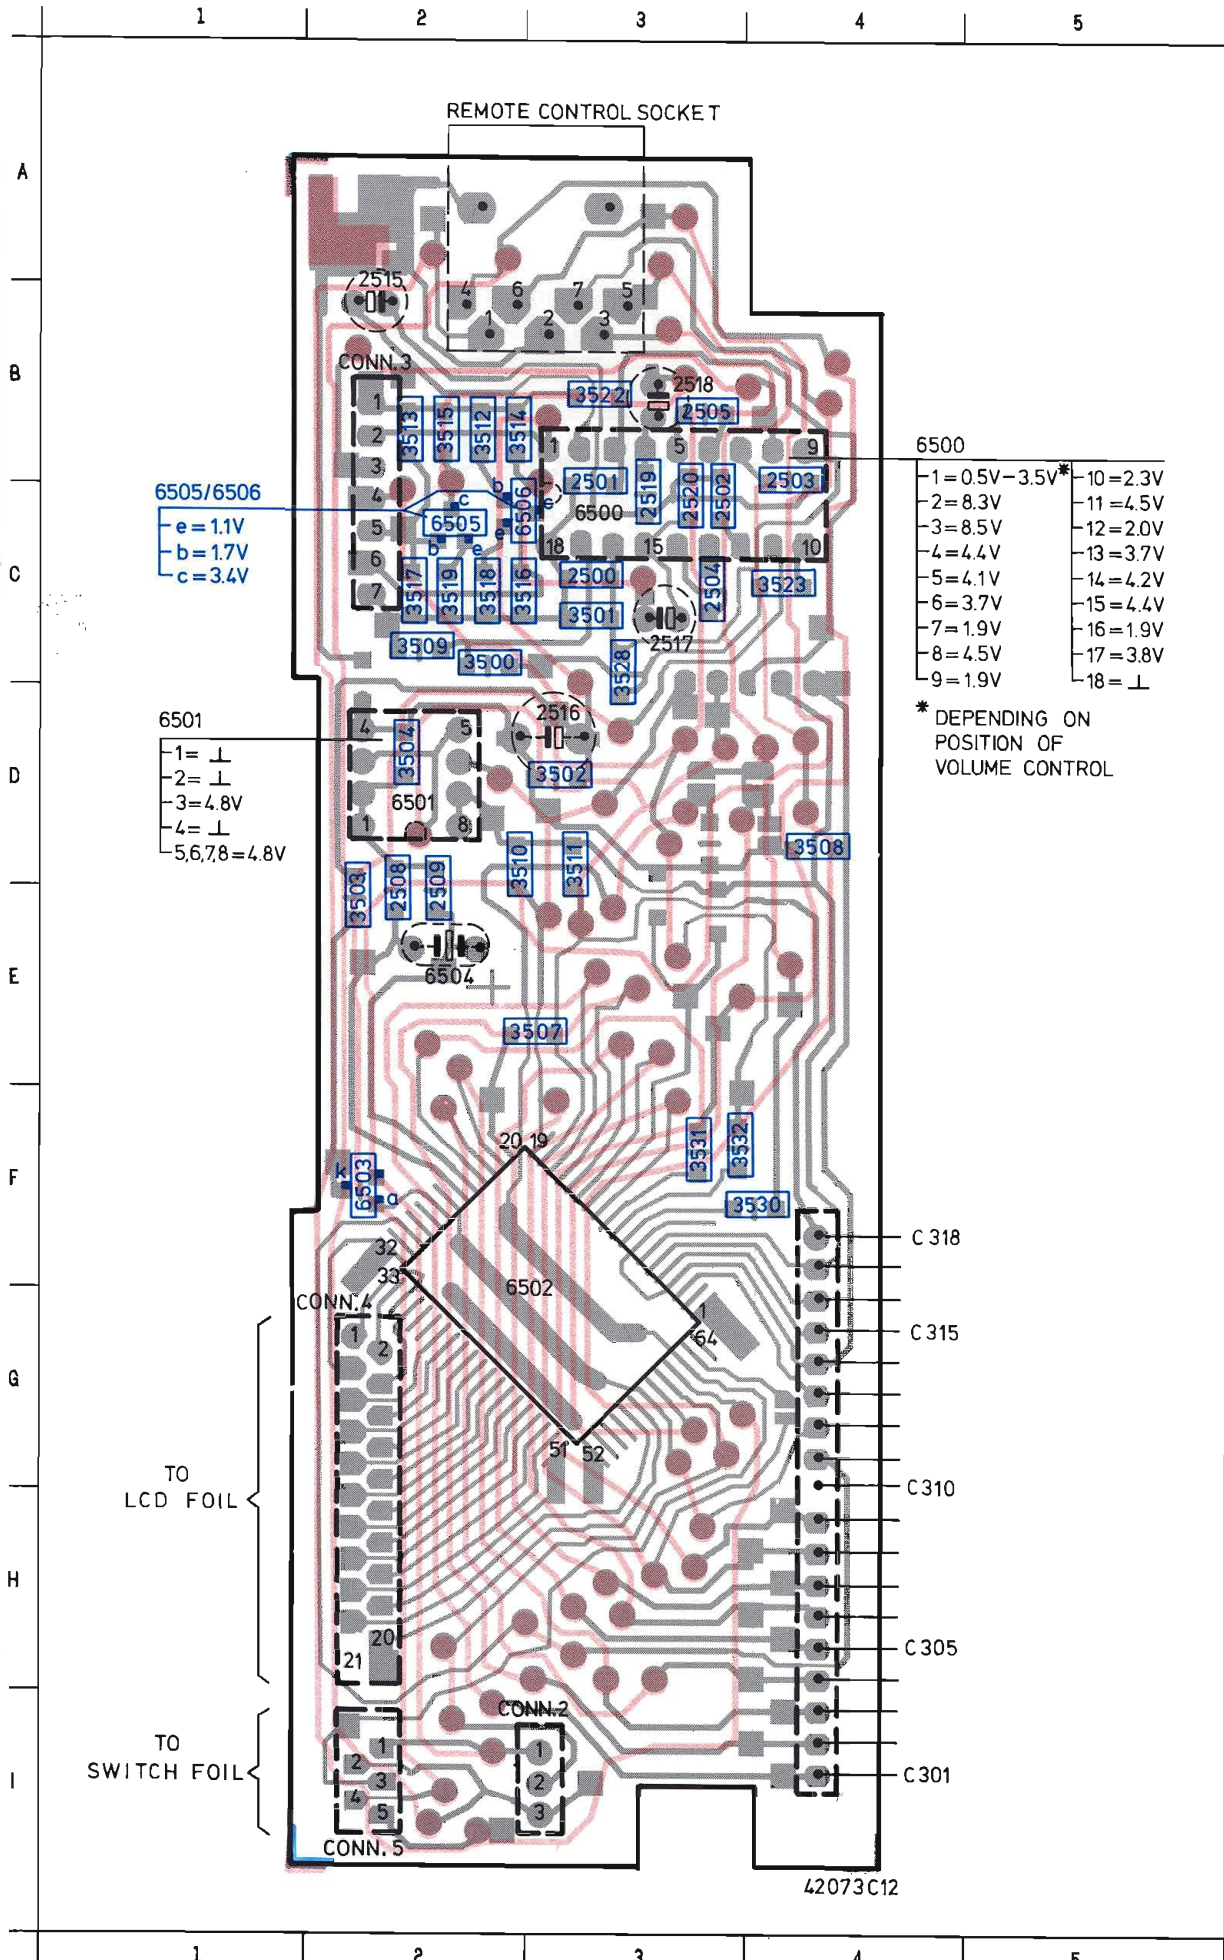 1 2 3 4 5
REMOTE CONTROL SOCKET
A
2515
4 6 7 5
1 2 3
B
CONN.3
3522
2518
2505
1
2
3
4
5
6
7
3513
3515
3512
3514
1 5 9
6500
2501
2519
2520
2502
2503
6500
18 15 10
1=0.5V-3.5V*
2=8.3V
3=8.5V
4=4.4V
5=4.1V
6=3.7V
7=1.9V
8=4.5V
9=1.9V
10=2.3V
11=4.5V
12=2.0V
13=3.7V
14=4.2V
15=4.4V
16=1.9V
17=3.8V
18=⊥
* DEPENDING ON
POSITION OF
VOLUME CONTROL
6505/6506
e=1.1V
b=1.7V
c=3.4V
b
c
6505
b e
6506
e
e
C
3517
3519
3518
3516
2500
3501
2504
3523
2517
3509
3500
3528
6501
1=⊥
2=⊥
3=4.8V
4=⊥
5,6,7,8=4.8V
D
4 5
3504
6501
1 8
2516
3502
3510
3511
3508
3503
2508
2509
E
6504
3507
F
20 19
3531
3532
3530
k
6503
a
C318
32
33
6502
1
64
C315
CONN.4
1
2
G
51 52
C310
TO
LCD FOIL
H
20
21
C305
CONN.2
1
2
3
TO
SWITCH FOIL
I
1
2
3
4
5
CONN.5
C301
42073C12
1 2 3 4 5